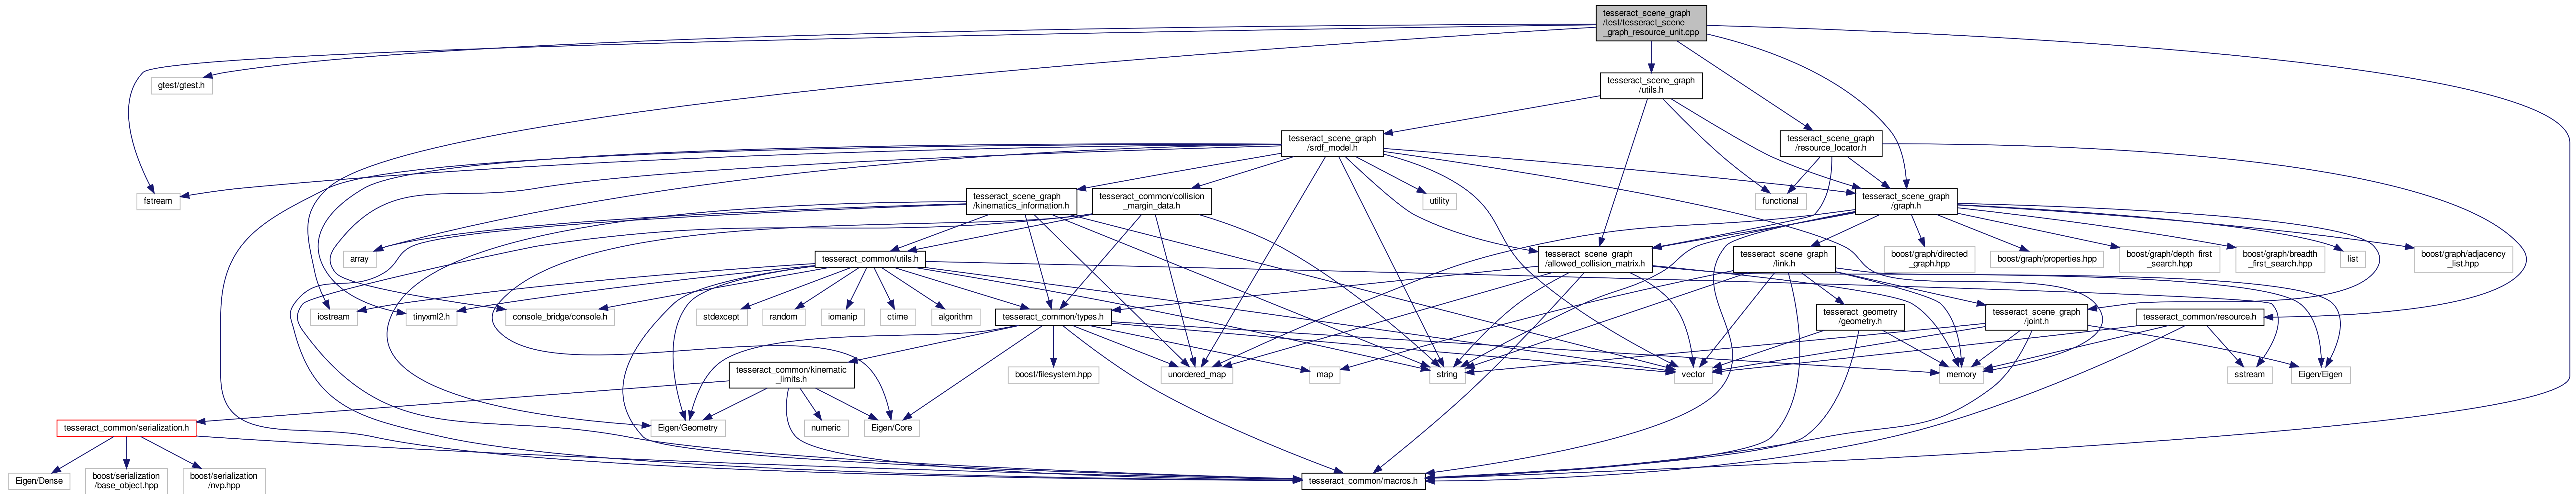 tesseract_scene_graph
/test/tesseract_scene
_graph_resource_unit.cpp
gtest/gtest.h
tesseract_scene_graph
/utils.h
tesseract_scene_graph
/srdf_model.h
tesseract_scene_graph
/resource_locator.h
fstream
tesseract_scene_graph
/kinematics_information.h
tesseract_common/collision
_margin_data.h
utility
functional
tesseract_scene_graph
/graph.h
array
tesseract_common/utils.h
tesseract_scene_graph
/allowed_collision_matrix.h
tesseract_scene_graph
/link.h
boost/graph/directed
_graph.hpp
boost/graph/properties.hpp
boost/graph/depth_first
_search.hpp
boost/graph/breadth
_first_search.hpp
list
boost/graph/adjacency
_list.hpp
iostream
tinyxml2.h
console_bridge/console.h
stdexcept
random
iomanip
ctime
algorithm
tesseract_common/types.h
tesseract_geometry
/geometry.h
tesseract_scene_graph
/joint.h
tesseract_common/resource.h
tesseract_common/kinematic
_limits.h
boost/filesystem.hpp
unordered_map
map
string
vector
memory
sstream
Eigen/Eigen
tesseract_common/serialization.h
Eigen/Geometry
numeric
Eigen/Core
Eigen/Dense
boost/serialization
/base_object.hpp
boost/serialization
/nvp.hpp
tesseract_common/macros.h